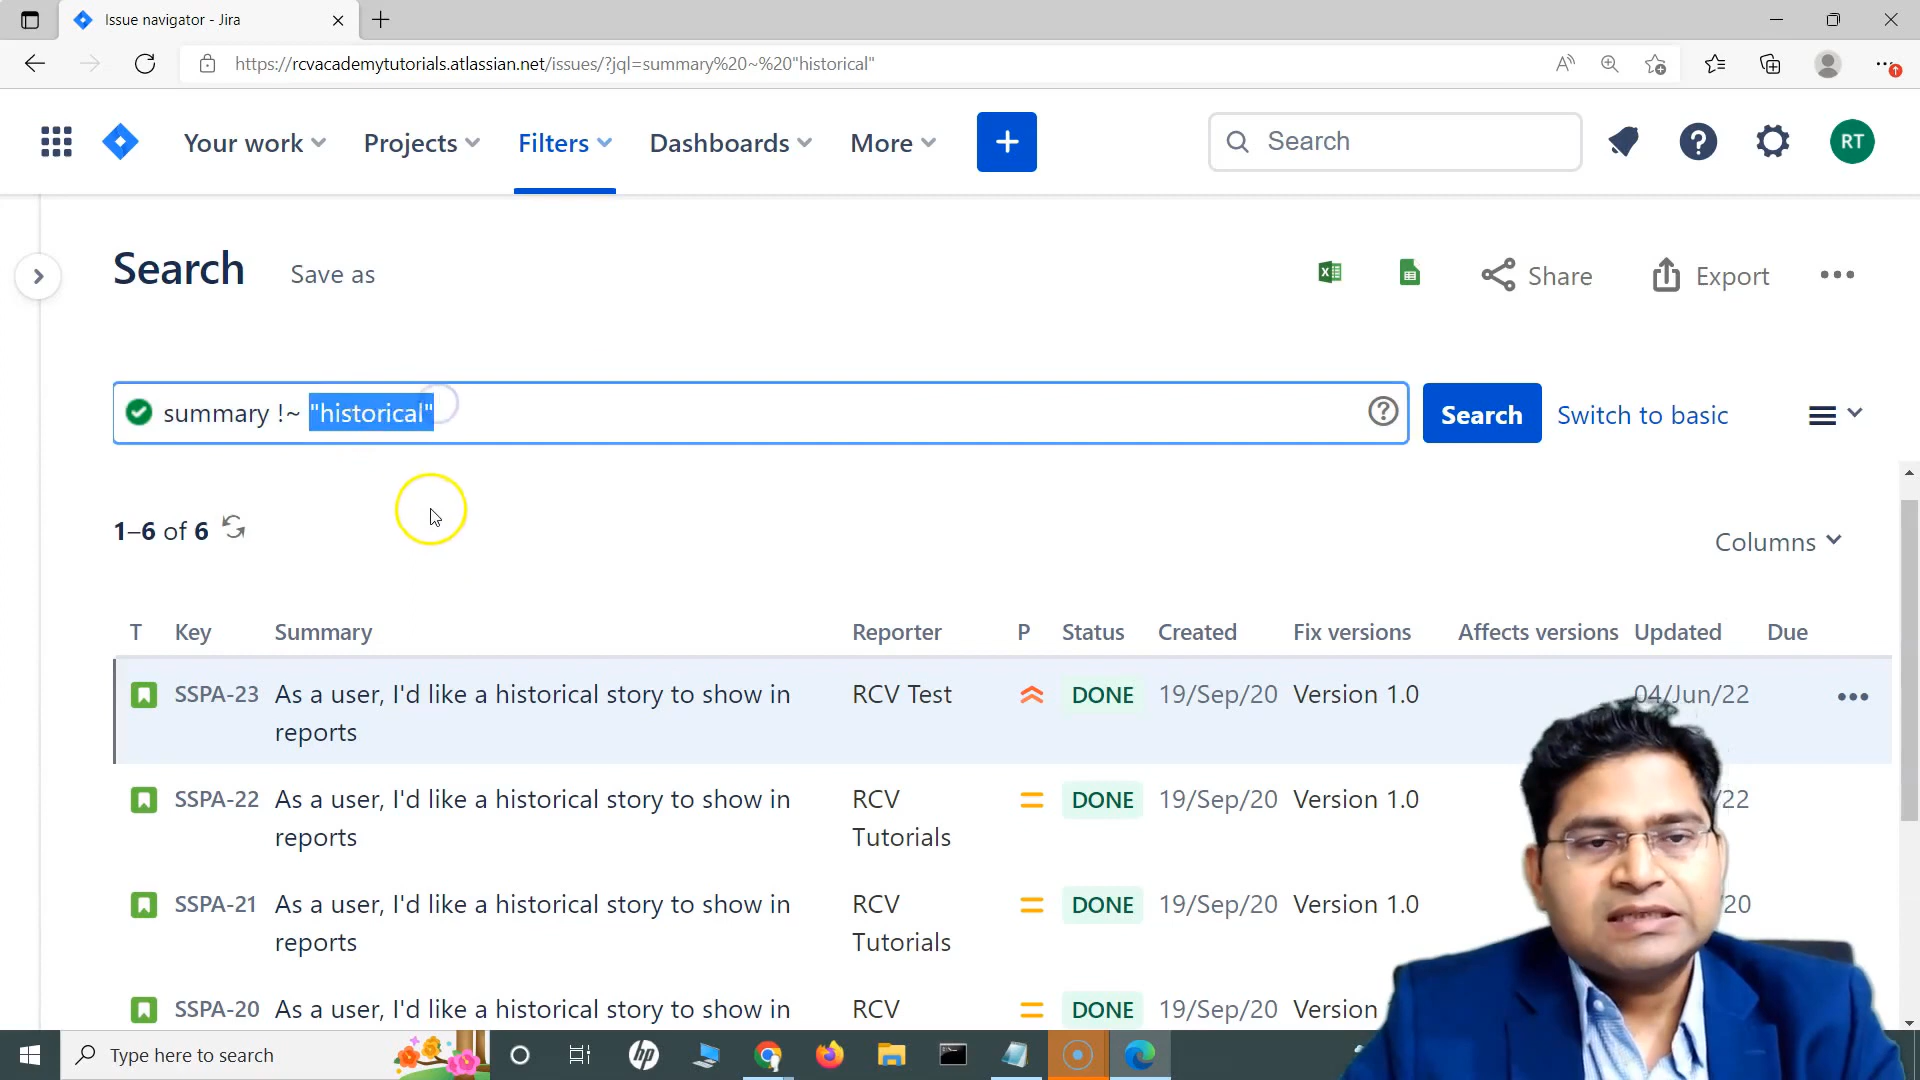 Issue navigator - Jira
https://rcvacademytutorials.atlassian.net/issues/?jql=summary%20~%20"historical"
Your work Projects Filters Dashboards More Search RT
Search Save as Share Export
summary !~ "historical" Search Switch to basic
1–6 of 6
Columns
T Key Summary Reporter P Status Created Fix versions Affects versions Updated Due
SSPA-23 As a user, I'd like a historical story to show in RCV Test DONE 19/Sep/20 Version 1.0 04/Jun/22
reports
SSPA-22 As a user, I'd like a historical story to show in RCV DONE 19/Sep/20 Version 1.0 /22
reports Tutorials
SSPA-21 As a user, I'd like a historical story to show in RCV DONE 19/Sep/20 Version 1.0 20
reports Tutorials
SSPA-20 As a user, I'd like a historical story to show in RCV DONE 19/Sep/20 Version
Type here to search hp